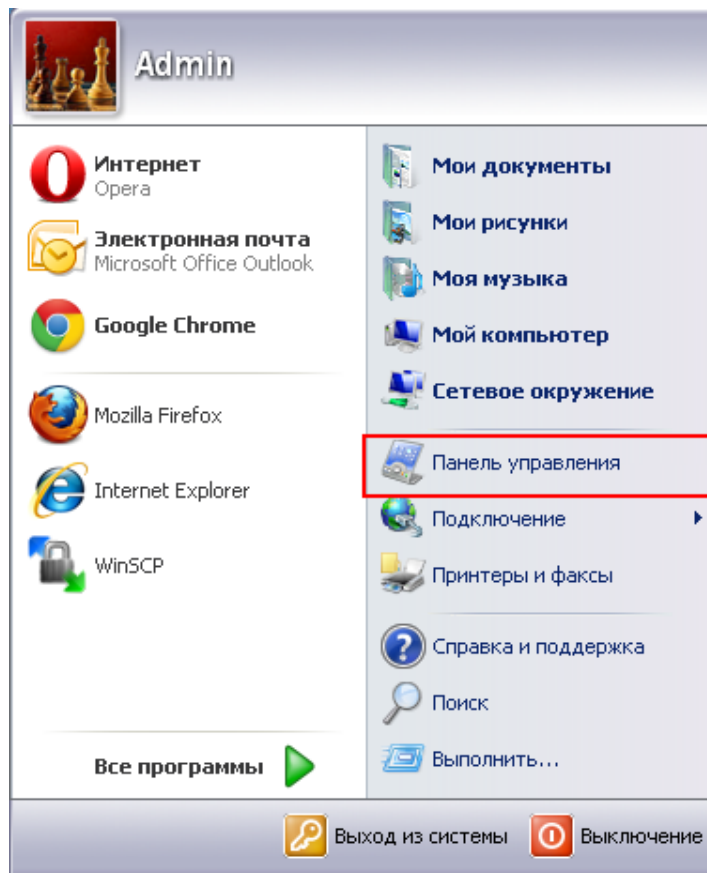 Admin
Интернет
Opera
Электронная почта
Microsoft Office Outlook
Google Chrome
Mozilla Firefox
Internet Explorer
WinSCP
Все программы
Мои документы
Мои рисунки
Моя музыка
Мой компьютер
Сетевое окружение
Панель управления
Подключение
Принтеры и факсы
Справка и поддержка
Поиск
Выполнить...
Выход из системы
Выключение